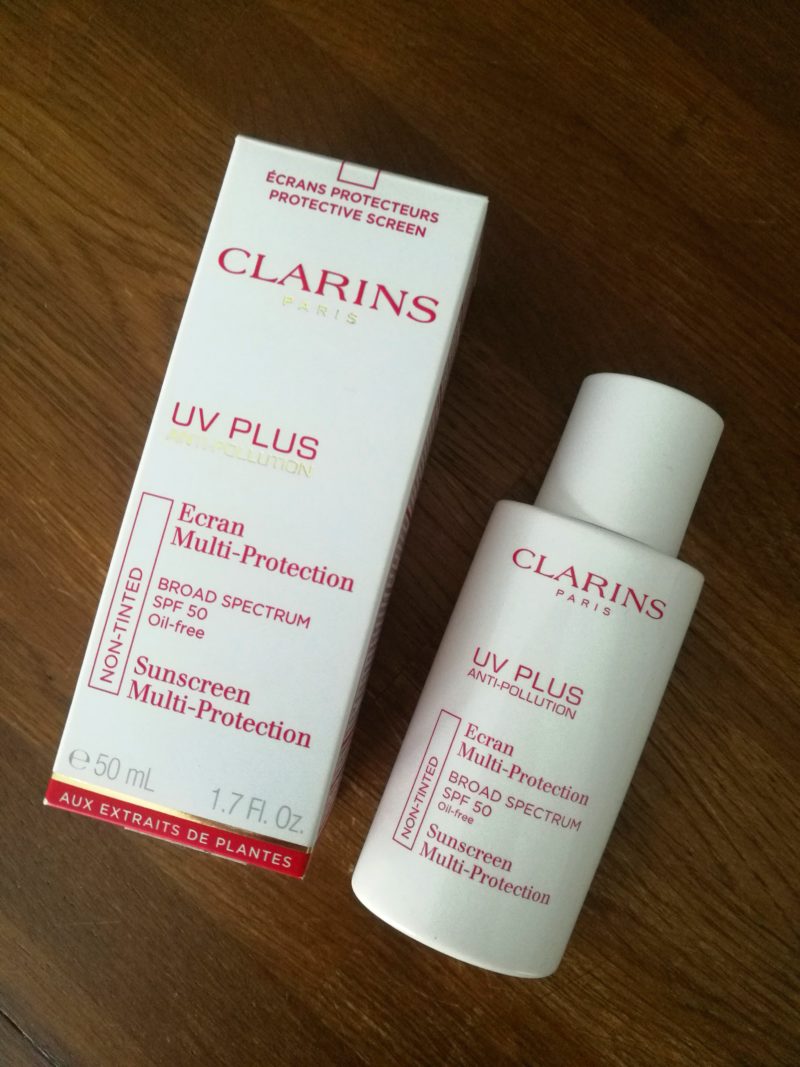 ÉCRANS PROTECTEURS
PROTECTIVE SCREEN
CLARINS
PARIS
UV PLUS
ANTI-POLLUTION
Ecran
Multi-Protection
NON-TINTED
BROAD SPECTRUM
SPF 50
Oil-free
Sunscreen
Multi-Protection
e 50 mL
1.7 Fl. Oz.
AUX EXTRAITS DE PLANTES
CLARINS
PARIS
UV PLUS
ANTI-POLLUTION
Ecran
Multi-Protection
NON-TINTED
BROAD SPECTRUM
SPF 50
Oil-free
Sunscreen
Multi-Protection